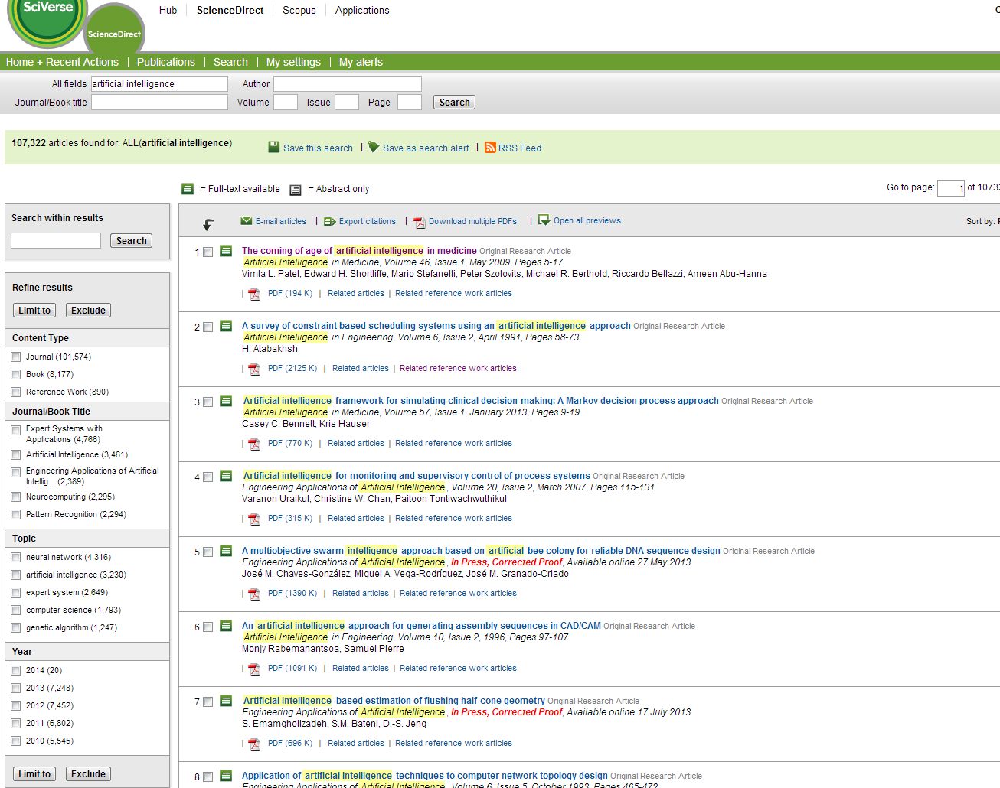 SciVerse
ScienceDirect
Hub ScienceDirect Scopus Applications
Home + Recent Actions | Publications | Search | My settings | My alerts
All fields artificial intelligence Author
Journal/Book title Volume Issue Page Search
107,322 articles found for: ALL(artificial intelligence)
Save this search | Save as search alert | RSS Feed
= Full-text available = Abstract only
Go to page: 1 of 1073
Search within results
Search
Refine results
Limit to Exclude
Content Type
Journal (101,574)
Book (8,177)
Reference Work (890)
Journal/Book Title
Expert Systems with
Applications (4,766)
Artificial Intelligence (3,461)
Engineering Applications of Artificial
Intellig... (2,389)
Neurocomputing (2,295)
Pattern Recognition (2,294)
Topic
neural network (4,316)
artificial intelligence (3,230)
expert system (2,649)
computer science (1,793)
genetic algorithm (1,247)
Year
2014 (20)
2013 (7,248)
2012 (7,452)
2011 (6,802)
2010 (5,545)
Limit to Exclude
E-mail articles | Export citations | Download multiple PDFs | Open all previews
Sort by:
1 The coming of age of artificial intelligence in medicine Original Research Article
Artificial Intelligence in Medicine, Volume 46, Issue 1, May 2009, Pages 5-17
Vimla L. Patel, Edward H. Shortliffe, Mario Stefanelli, Peter Szolovits, Michael R. Berthold, Riccardo Bellazzi, Ameen Abu-Hanna
| PDF (194 K) | Related articles | Related reference work articles
2 A survey of constraint based scheduling systems using an artificial intelligence approach Original Research Article
Artificial Intelligence in Engineering, Volume 6, Issue 2, April 1991, Pages 58-73
H. Atabakhsh
| PDF (2125 K) | Related articles | Related reference work articles
3 Artificial intelligence framework for simulating clinical decision-making: A Markov decision process approach Original Research Article
Artificial Intelligence in Medicine, Volume 57, Issue 1, January 2013, Pages 9-19
Casey C. Bennett, Kris Hauser
| PDF (770 K) | Related articles | Related reference work articles
4 Artificial intelligence for monitoring and supervisory control of process systems Original Research Article
Engineering Applications of Artificial Intelligence, Volume 20, Issue 2, March 2007, Pages 115-131
Varanon Uraikul, Christine W. Chan, Paitoon Tontiwachwuthikul
| PDF (315 K) | Related articles | Related reference work articles
5 A multiobjective swarm intelligence approach based on artificial bee colony for reliable DNA sequence design Original Research Article
Engineering Applications of Artificial Intelligence, In Press, Corrected Proof, Available online 27 May 2013
José M. Chaves-González, Miguel A. Vega-Rodríguez, José M. Granado-Criado
| PDF (1390 K) | Related articles | Related reference work articles
6 An artificial intelligence approach for generating assembly sequences in CAD/CAM Original Research Article
Artificial Intelligence in Engineering, Volume 10, Issue 2, 1996, Pages 97-107
Monjy Rabemanantsoa, Samuel Pierre
| PDF (1091 K) | Related articles | Related reference work articles
7 Artificial intelligence-based estimation of flushing half-cone geometry Original Research Article
Engineering Applications of Artificial Intelligence, In Press, Corrected Proof, Available online 17 July 2013
S. Emamgholizadeh, S.M. Bateni, D.-S. Jeng
| PDF (696 K) | Related articles | Related reference work articles
8 Application of artificial intelligence techniques to computer network topology design Original Research Article
Engineering Applications of Artificial Intelligence, Volume 6, Issue 5, October 1993, Pages 465-472